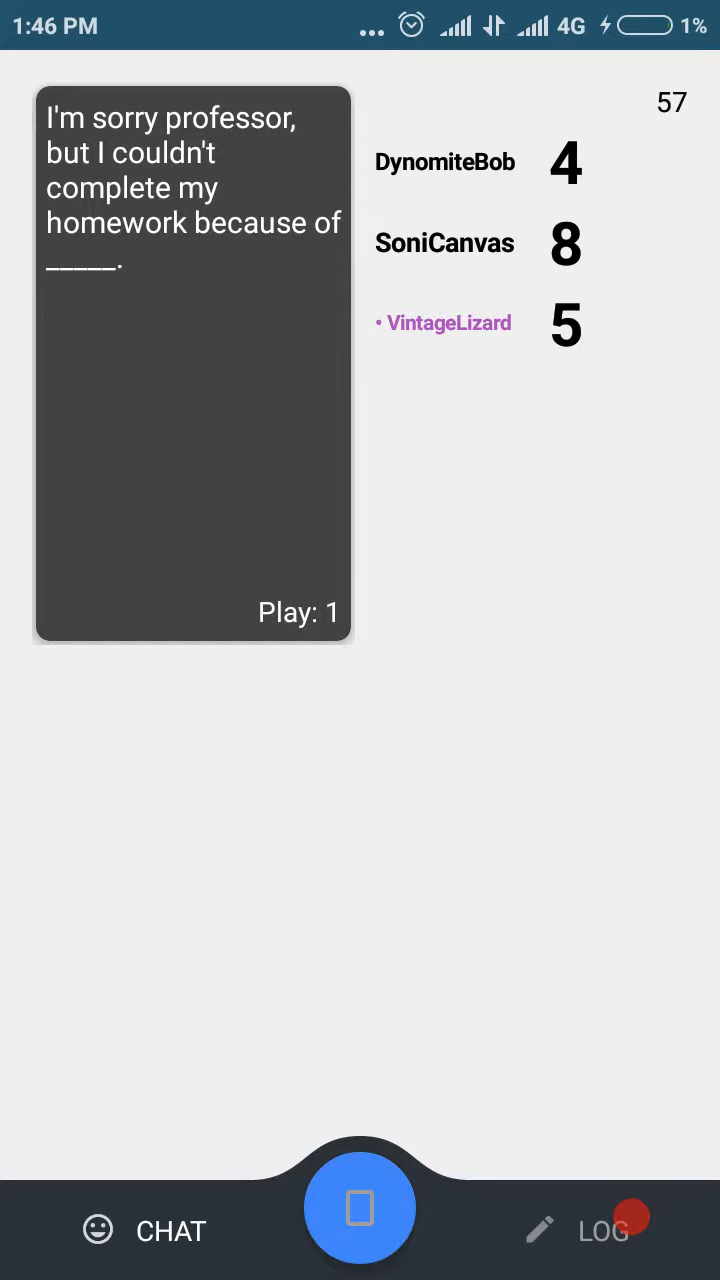 1:46 PM ... 4G 1%
I'm sorry professor,
but I couldn't
complete my
homework because of
_____.
Play: 1
57
DynomiteBob 4
SoniCanvas 8
• VintageLizard 5
CHAT
LOG